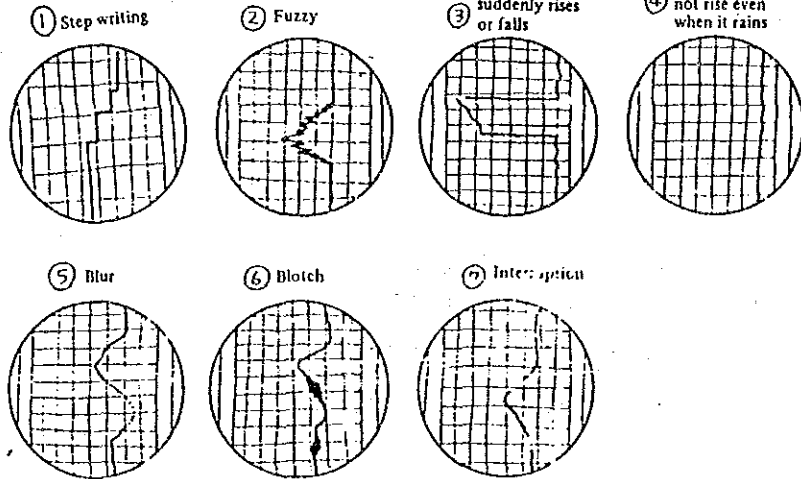 ① Step writing
② Fuzzy
③ suddenly rises
or falls
④ not rise even
when it rains
⑤ Blur
⑥ Blotch
⑦ Interruption